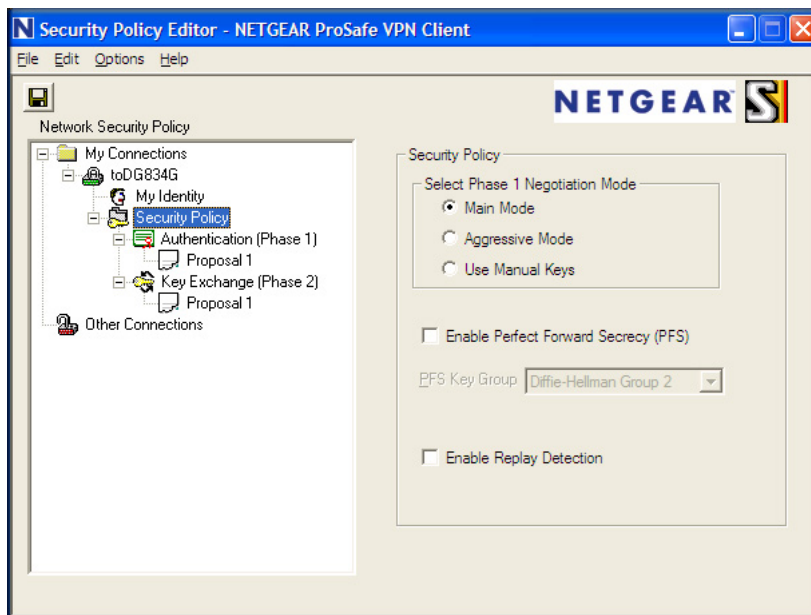 N Security Policy Editor - NETGEAR ProSafe VPN Client
File Edit Options Help
NETGEAR
Network Security Policy
My Connections
toDG834G
My Identity
Security Policy
Authentication (Phase 1)
Proposal 1
Key Exchange (Phase 2)
Proposal 1
Other Connections
Security Policy
Select Phase 1 Negotiation Mode
Main Mode
Aggressive Mode
Use Manual Keys
Enable Perfect Forward Secrecy (PFS)
PFS Key Group Diffie-Hellman Group 2
Enable Replay Detection